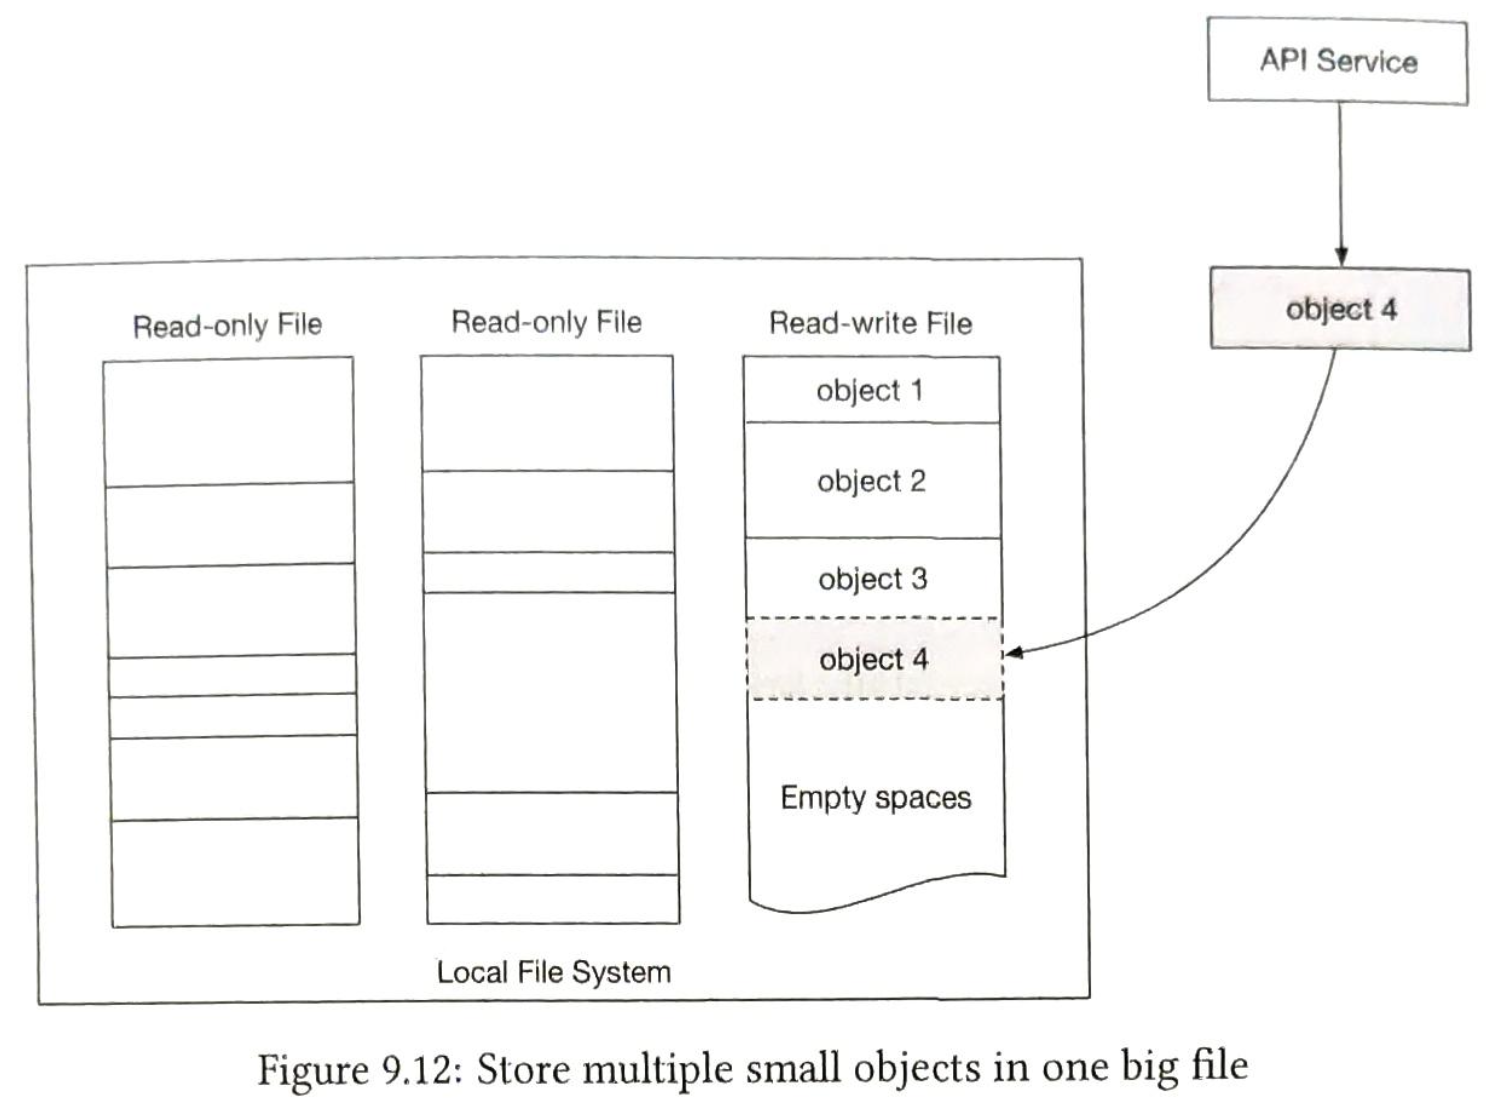 API Service
object 4
Read-only File
Read-only File
Read-write File
object 1
object 2
object 3
object 4
Empty spaces
Local File System
Figure 9.12: Store multiple small objects in one big file